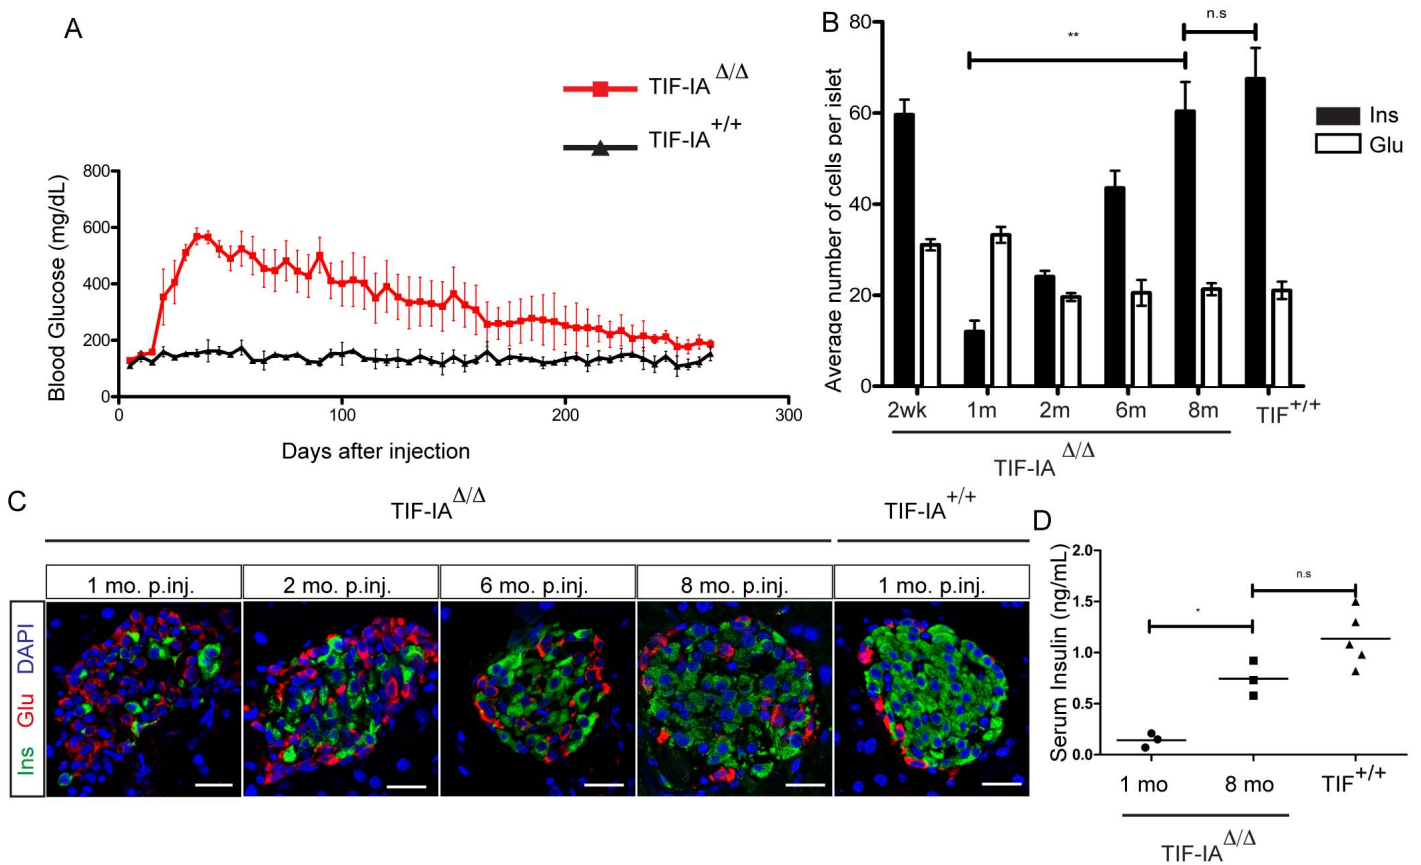 A
TIF-IA Δ/Δ
TIF-IA +/+
Blood Glucose (mg/dL)
800
600
400
200
0
0 100 200 300
Days after injection
B
Average number of cells per islet
80
60
40
20
0
**
n.s
Ins
Glu
2wk 1m 2m 6m 8m TIF+/+
TIF-IA Δ/Δ
C
TIF-IA Δ/Δ TIF-IA +/+
1 mo. p.inj. 2 mo. p.inj. 6 mo. p.inj. 8 mo. p.inj. 1 mo. p.inj.
Ins Glu DAPI
D
Serum Insulin (ng/mL)
2.0
1.5
1.0
0.5
0.0
*
n.s
1 mo 8 mo TIF+/+
TIF-IA Δ/Δ